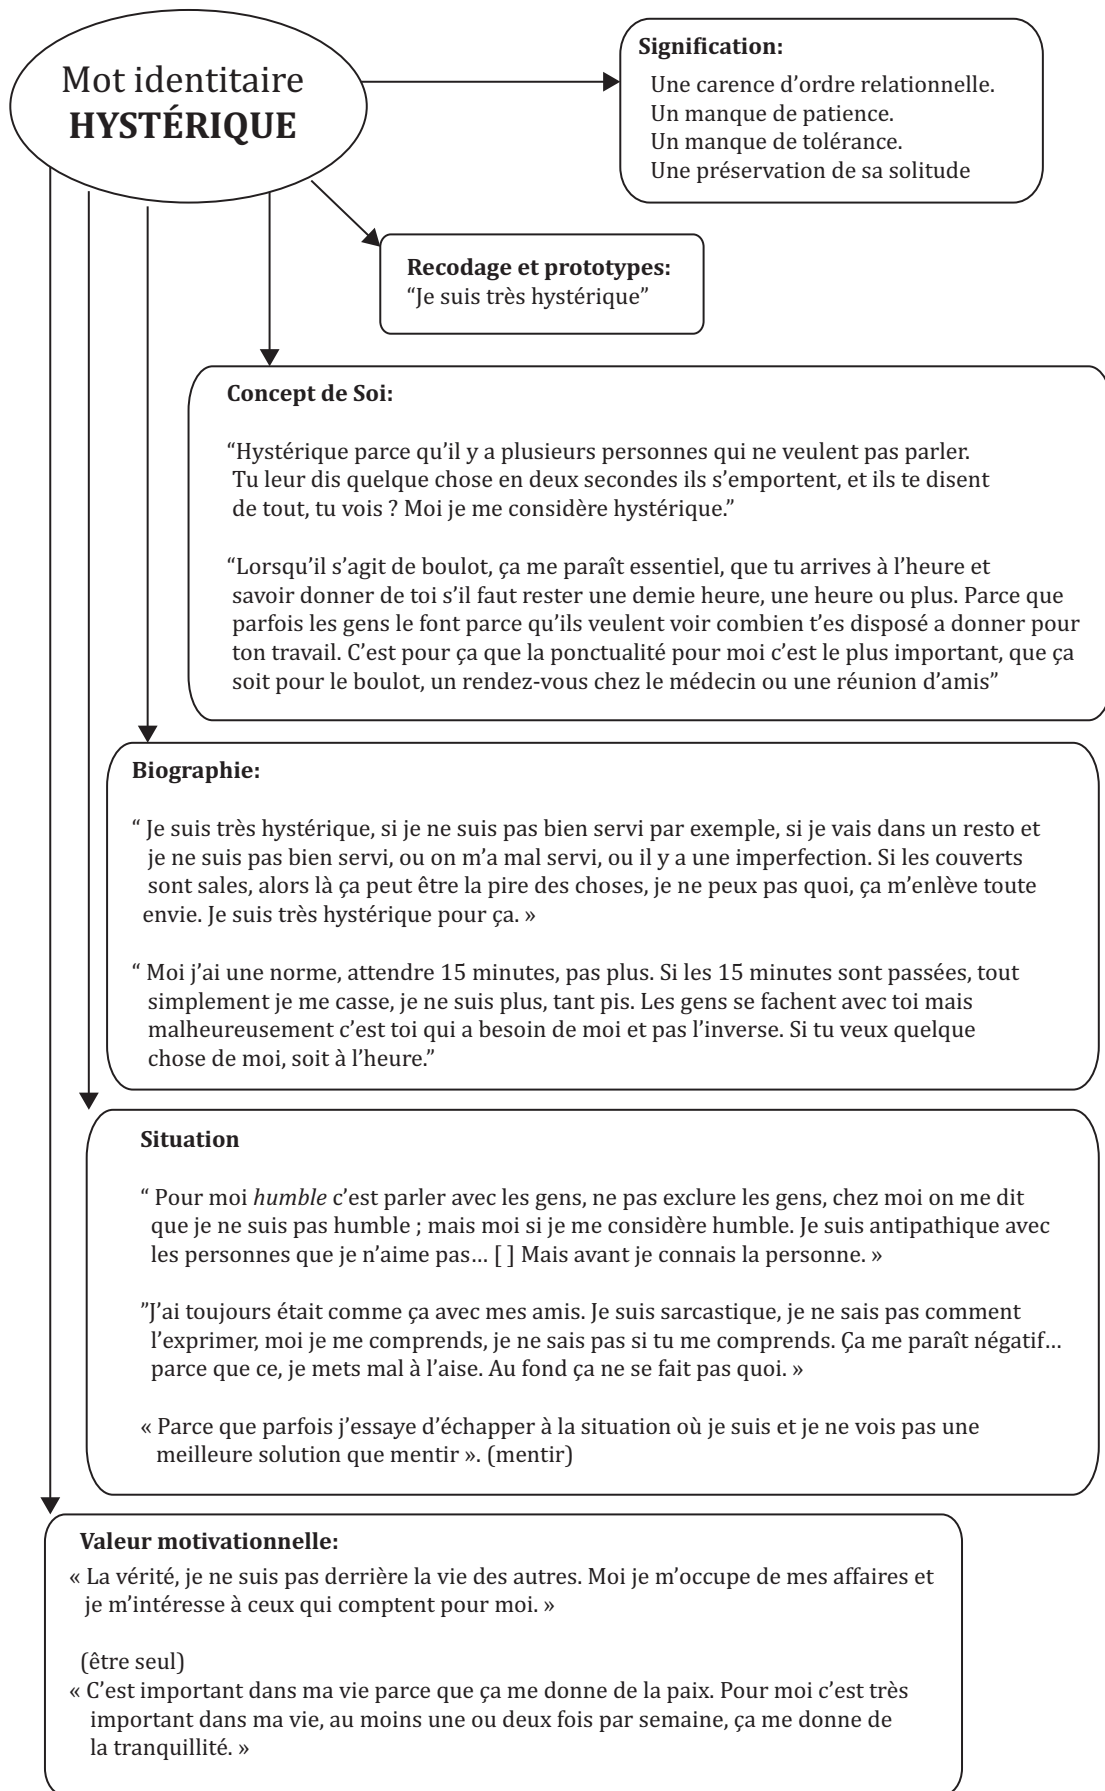 Mot identitaire
HYSTÉRIQUE
Signification:
Une carence d’ordre relationnelle.
Un manque de patience.
Un manque de tolérance.
Une préservation de sa solitude
Recodage et prototypes:
“Je suis très hystérique”
Concept de Soi:
“Hystérique parce qu’il y a plusieurs personnes qui ne veulent pas parler.
Tu leur dis quelque chose en deux secondes ils s’emportent, et ils te disent
de tout, tu vois ? Moi je me considère hystérique.”
“Lorsqu’il s’agit de boulot, ça me paraît essentiel, que tu arrives à l’heure et
savoir donner de toi s’il faut rester une demie heure, une heure ou plus. Parce que
parfois les gens le font parce qu’ils veulent voir combien t’es disposé a donner pour
ton travail. C’est pour ça que la ponctualité pour moi c’est le plus important, que ça
soit pour le boulot, un rendez-vous chez le médecin ou une réunion d’amis”
Biographie:
“ Je suis très hystérique, si je ne suis pas bien servi par exemple, si je vais dans un resto et
je ne suis pas bien servi, ou on m’a mal servi, ou il y a une imperfection. Si les couverts
sont sales, alors là ça peut être la pire des choses, je ne peux pas quoi, ça m’enlève toute
envie. Je suis très hystérique pour ça. »
“ Moi j’ai une norme, attendre 15 minutes, pas plus. Si les 15 minutes sont passées, tout
simplement je me casse, je ne suis plus, tant pis. Les gens se fachent avec toi mais
malheureusement c’est toi qui a besoin de moi et pas l’inverse. Si tu veux quelque
chose de moi, soit à l’heure.”
Situation
“ Pour moi humble c’est parler avec les gens, ne pas exclure les gens, chez moi on me dit
que je ne suis pas humble ; mais moi si je me considère humble. Je suis antipathique avec
les personnes que je n’aime pas… [ ] Mais avant je connais la personne. »
”J’ai toujours était comme ça avec mes amis. Je suis sarcastique, je ne sais pas comment
l’exprimer, moi je me comprends, je ne sais pas si tu me comprends. Ça me paraît négatif…
parce que ce, je mets mal à l’aise. Au fond ça ne se fait pas quoi. »
« Parce que parfois j’essaye d’échapper à la situation où je suis et je ne vois pas une
meilleure solution que mentir ». (mentir)
Valeur motivationnelle:
« La vérité, je ne suis pas derrière la vie des autres. Moi je m’occupe de mes affaires et
je m’intéresse à ceux qui comptent pour moi. »
(être seul)
« C’est important dans ma vie parce que ça me donne de la paix. Pour moi c’est très
important dans ma vie, au moins une ou deux fois par semaine, ça me donne de
la tranquillité. »